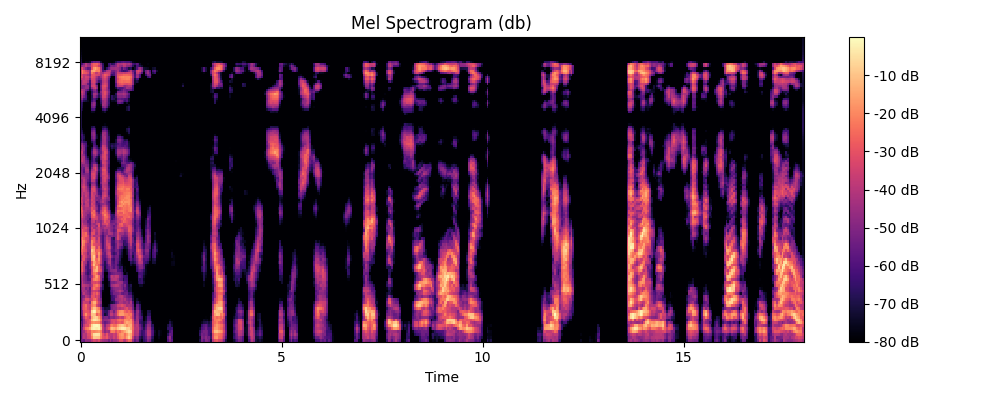 Mel Spectrogram (db)
8192
4096
2048
1024
512
0
Hz
0 5 10 15
Time
-10 dB
-20 dB
-30 dB
-40 dB
-50 dB
-60 dB
-70 dB
-80 dB